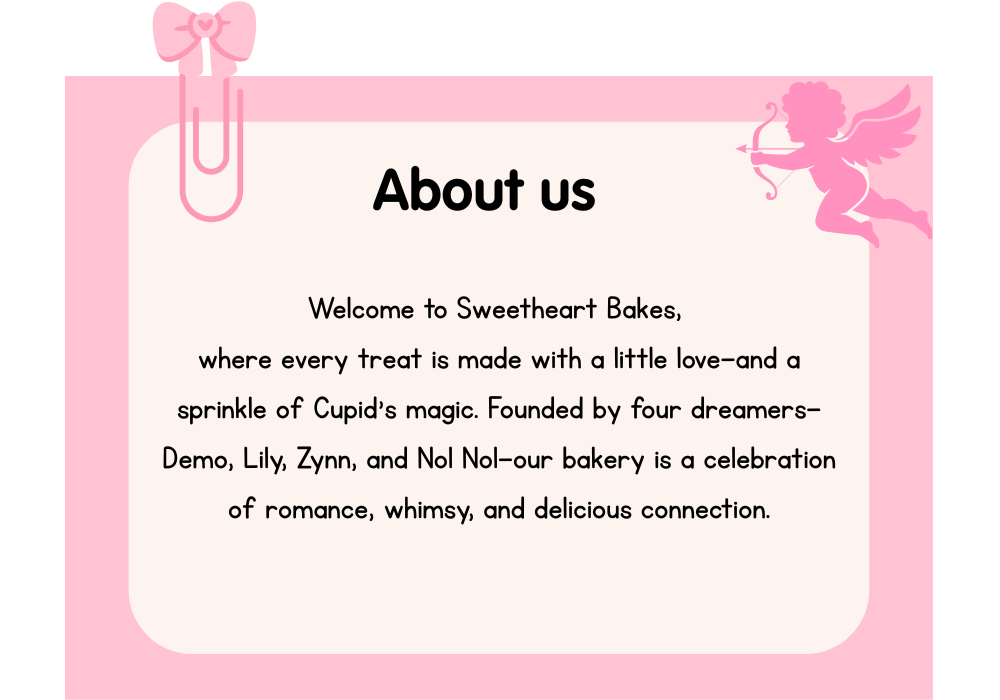 About us
Welcome to Sweetheart Bakes,
where every treat is made with a little love—and a
sprinkle of Cupid's magic. Founded by four dreamers—
Demo, Lily, Zynn, and Nol Nol—our bakery is a celebration
of romance, whimsy, and delicious connection.